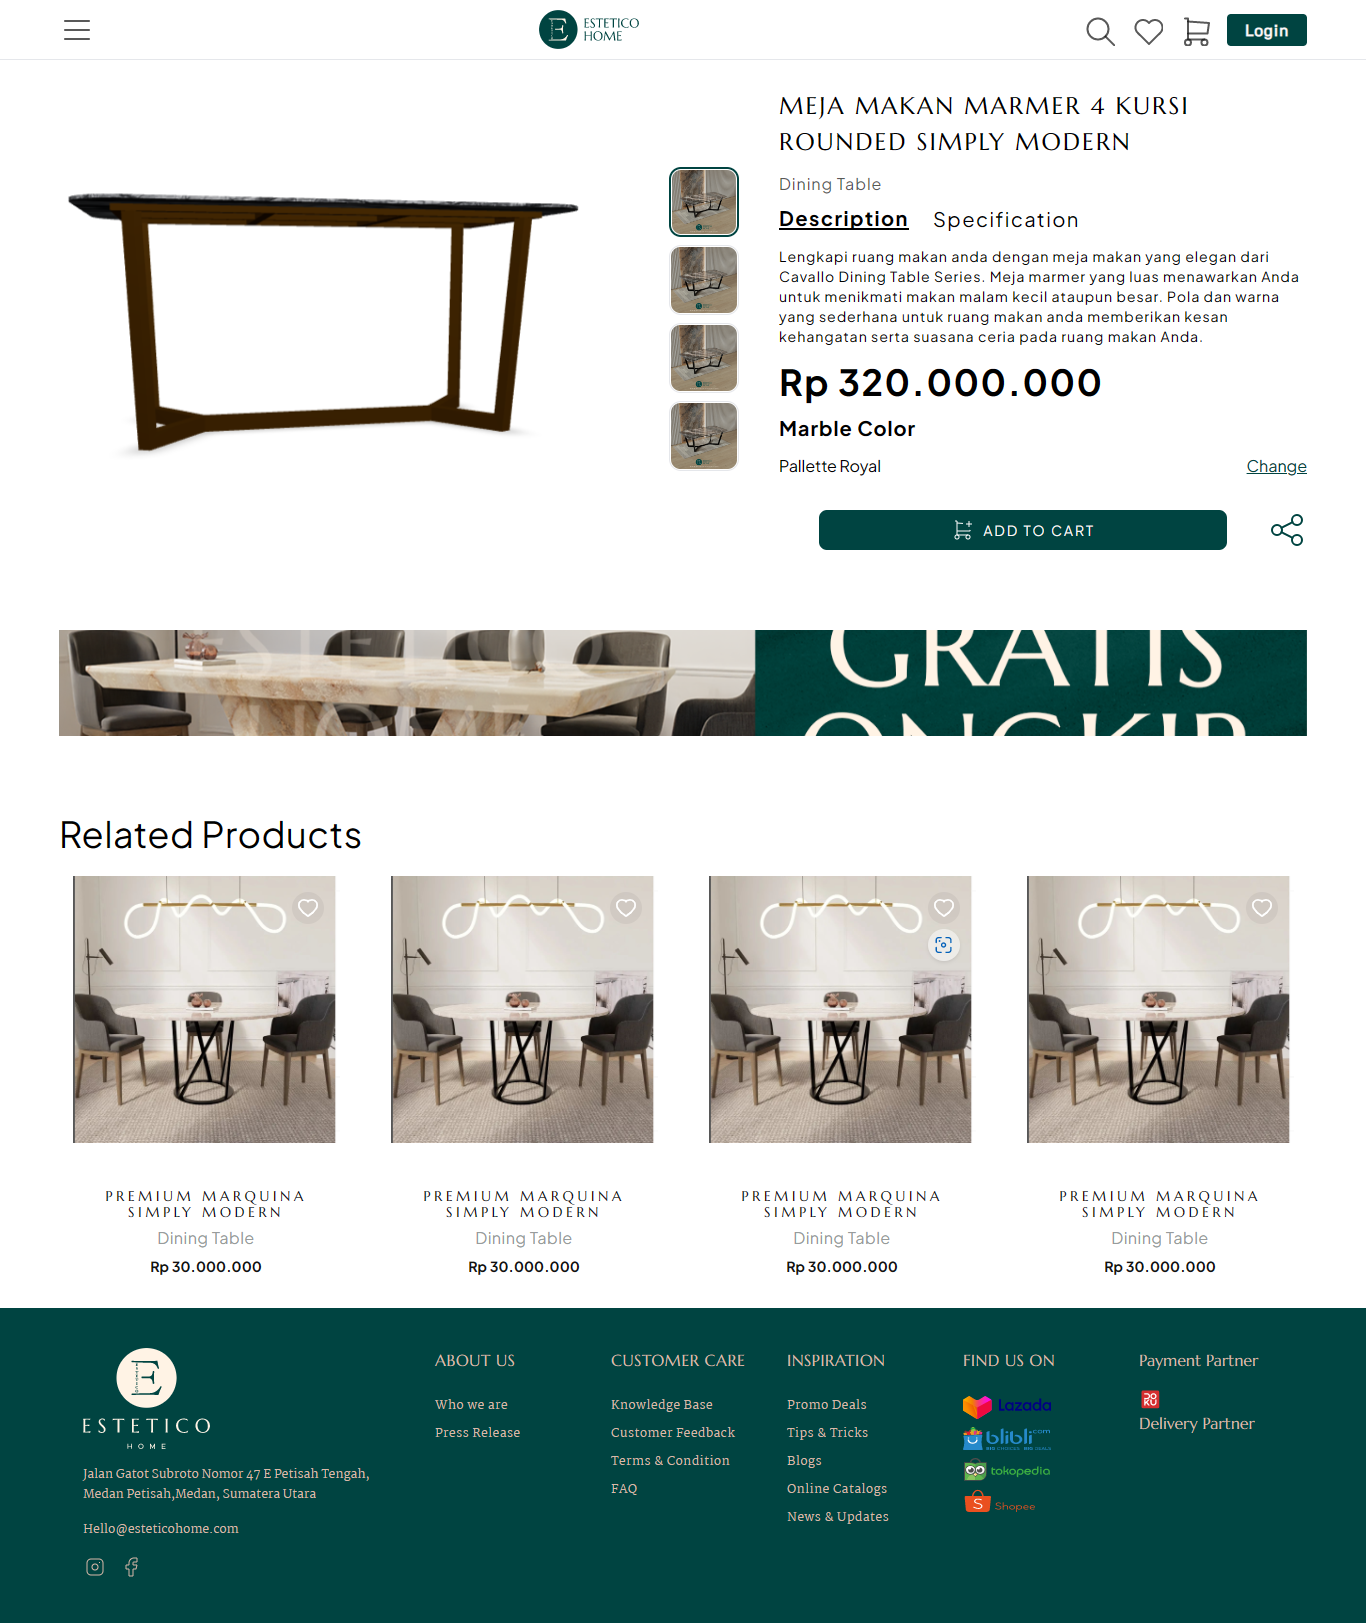 ESTETICO
HOME
Login
MEJA MAKAN MARMER 4 KURSI
ROUNDED SIMPLY MODERN
Dining Table
Description Specification
Lengkapi ruang makan anda dengan meja makan yang elegan dari
Cavallo Dining Table Series. Meja marmer yang luas menawarkan Anda
untuk menikmati makan malam kecil ataupun besar. Pola dan warna
yang sederhana untuk ruang makan anda memberikan kesan
kehangatan serta suasana ceria pada ruang makan Anda.
Rp 320.000.000
Marble Color
Pallette Royal
Change
ADD TO CART
ESTETICO
HOME
GRATIS
ONGKIR
Related Products
PREMIUM MARQUINA
SIMPLY MODERN
Dining Table
Rp 30.000.000
PREMIUM MARQUINA
SIMPLY MODERN
Dining Table
Rp 30.000.000
PREMIUM MARQUINA
SIMPLY MODERN
Dining Table
Rp 30.000.000
PREMIUM MARQUINA
SIMPLY MODERN
Dining Table
Rp 30.000.000
E
ESTETICO
HOME
Jalan Gatot Subroto Nomor 47 E Petisah Tengah,
Medan Petisah,Medan, Sumatera Utara
Hello@esteticohome.com
ABOUT US
Who we are
Press Release
CUSTOMER CARE
Knowledge Base
Customer Feedback
Terms & Condition
FAQ
INSPIRATION
Promo Deals
Tips & Tricks
Blogs
Online Catalogs
News & Updates
FIND US ON
Lazada
blibli.com
BIG CHOICES BIG DEALS
tokopedia
Shopee
Payment Partner
DOKU
Delivery Partner